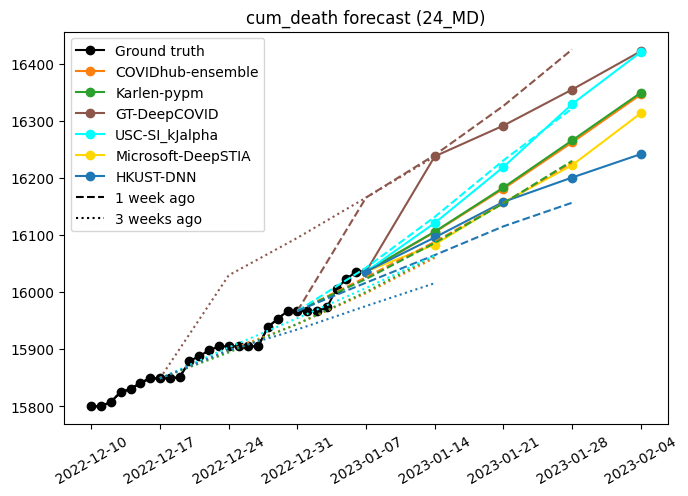 cum_death forecast (24_MD)
Ground truth
COVIDhub-ensemble
Karlen-pypm
GT-DeepCOVID
USC-SI_kJalpha
Microsoft-DeepSTIA
HKUST-DNN
1 week ago
3 weeks ago
16400
16300
16200
16100
16000
15900
15800
2022-12-10
2022-12-17
2022-12-24
2022-12-31
2023-01-07
2023-01-14
2023-01-21
2023-01-28
2023-02-04